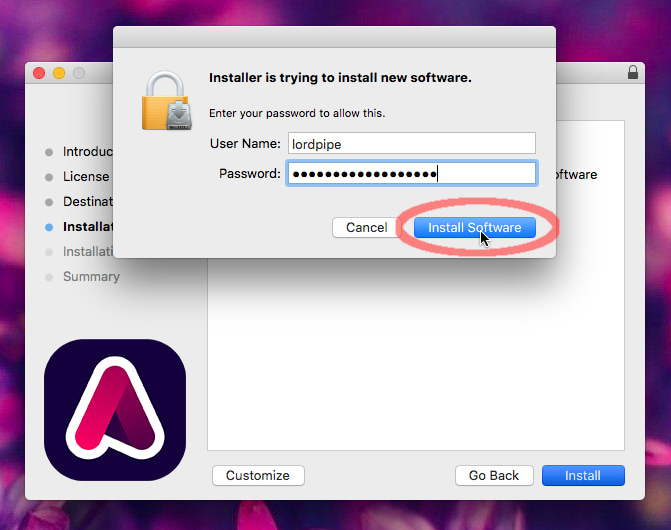 Installer is trying to install new software.
Enter your password to allow this.
User Name: lordpipe
Password: ●●●●●●●●●●●●●●●●●●
Cancel
Install Software
Introduc
License
Destinat
Installat
Installati
Summary
oftware
Customize
Go Back
Install